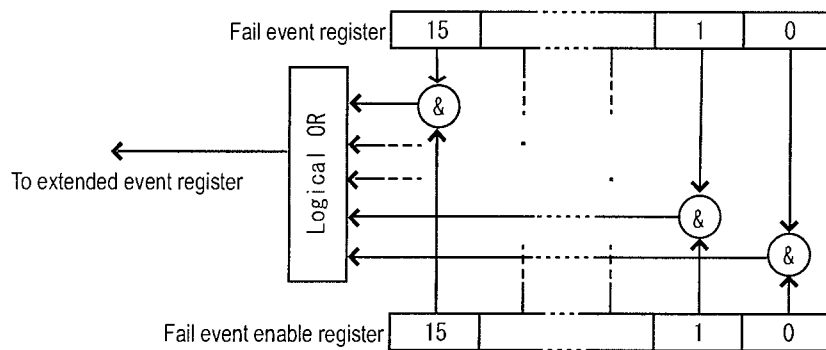 Fail event register 15 1 0
&
Logical OR
To extended event register
&
&
Fail event enable register 15 1 0